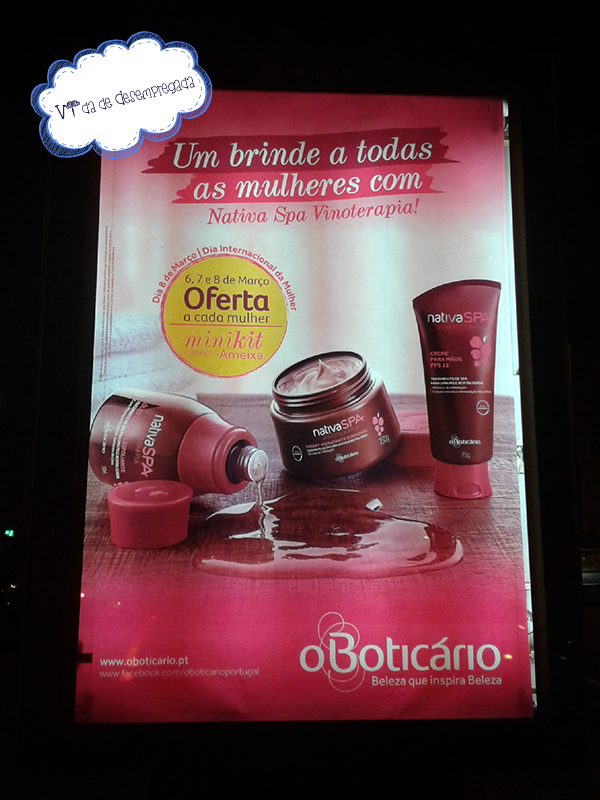 Vida de desempregada
Um brinde a todas
as mulheres com
Nativa Spa Vinoterapia!
Dia 8 de Março | Dia Internacional da Mulher
6, 7 e 8 de Março
Oferta
a cada mulher
minikit
Ameixa
nativaSPA
CREME
PARA MÃOS
FPS 15
oBoticário
75g
nativaSPA
nativaSPA
ESFOLIANTE
www.oboticario.pt
www.facebook.com/oboticarioportugal
oBoticário
Beleza que inspira Beleza